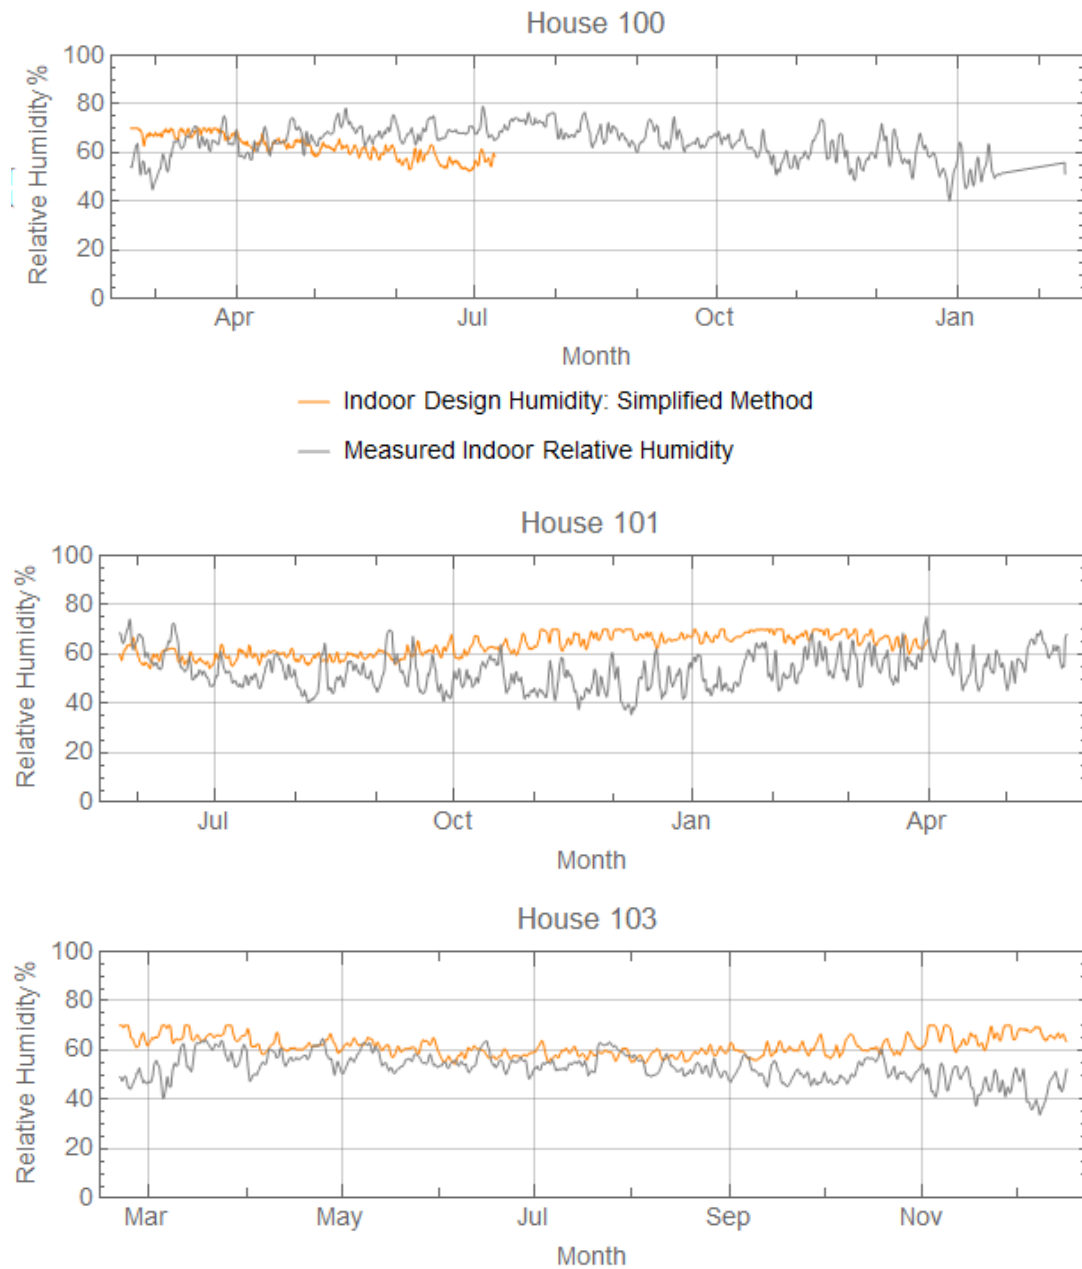 House 100
Relative Humidity %
100
80
60
40
20
0
Apr
Jul
Oct
Jan
Month
Indoor Design Humidity: Simplified Method
Measured Indoor Relative Humidity
House 101
Relative Humidity %
100
80
60
40
20
0
Jul
Oct
Jan
Apr
Month
House 103
Relative Humidity %
100
80
60
40
20
0
Mar
May
Jul
Sep
Nov
Month